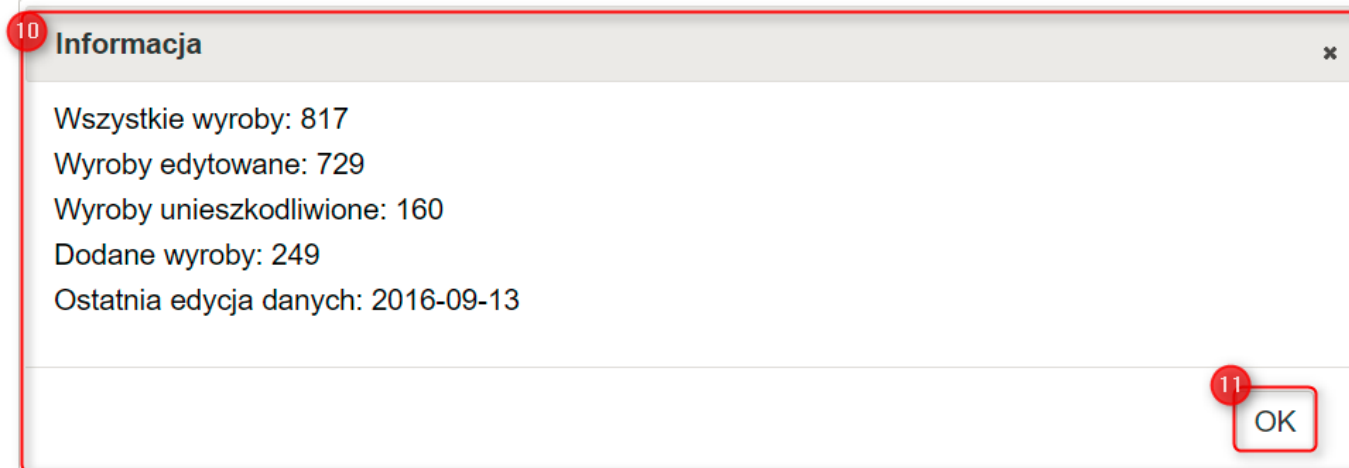 10
Informacja
Wszystkie wyroby: 817
Wyroby edytowane: 729
Wyroby unieszkodliwione: 160
Dodane wyroby: 249
Ostatnia edycja danych: 2016-09-13
11
OK